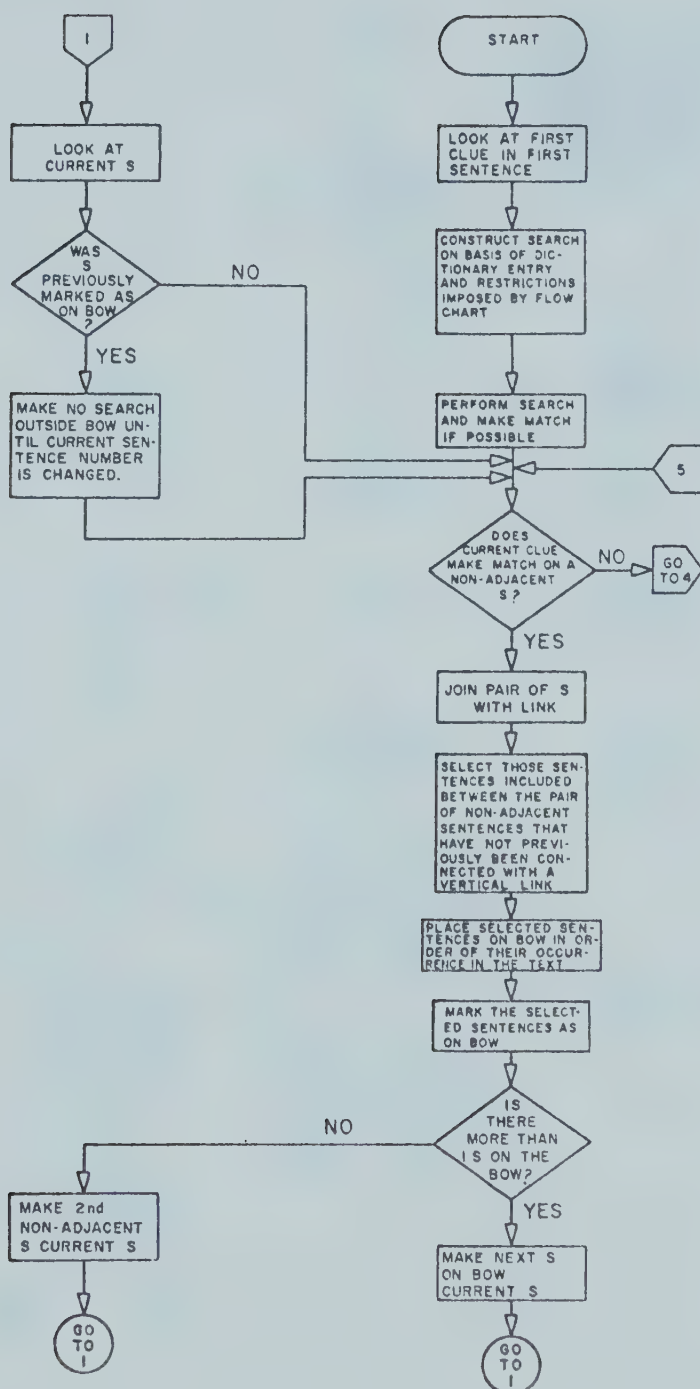 1
LOOK AT
CURRENT S
WAS
S
PREVIOUSLY
MARKED AS
ON BOW
?
NO
YES
MAKE NO SEARCH
OUTSIDE BOW UN-
TIL CURRENT SEN-
TENCE NUMBER
IS CHANGED.
START
LOOK AT FIRST
CLUE IN FIRST
SENTENCE
CONSTRUCT SEARCH
ON BASIS OF DIC-
TIONARY ENTRY
AND RESTRICTIONS
IMPOSED BY FLOW
CHART
PERFORM SEARCH
AND MAKE MATCH
IF POSSIBLE
5
DOES
CURRENT CLUE
MAKE MATCH ON A
NON-ADJACENT
S?
NO
GO
TO 4
YES
JOIN PAIR OF S
WITH LINK
SELECT THOSE SEN-
TENCES INCLUDED
BETWEEN THE PAIR
OF NON-ADJACENT
SENTENCES THAT
HAVE NOT PREVI-
OUSLY BEEN CON-
NECTED WITH A
VERTICAL LINK
PLACE SELECTED SEN-
TENCES ON BOW IN OR-
DER OF THEIR OCCUR-
RENCE IN THE TEXT
MARK THE SELECT-
ED SENTENCES AS
ON BOW
IS
THERE
MORE THAN
1 S ON THE
BOW?
NO
YES
MAKE 2nd
NON-ADJACENT
S CURRENT S
GO
TO
1
MAKE NEXT S
ON BOW
CURRENT S
GO
TO
1